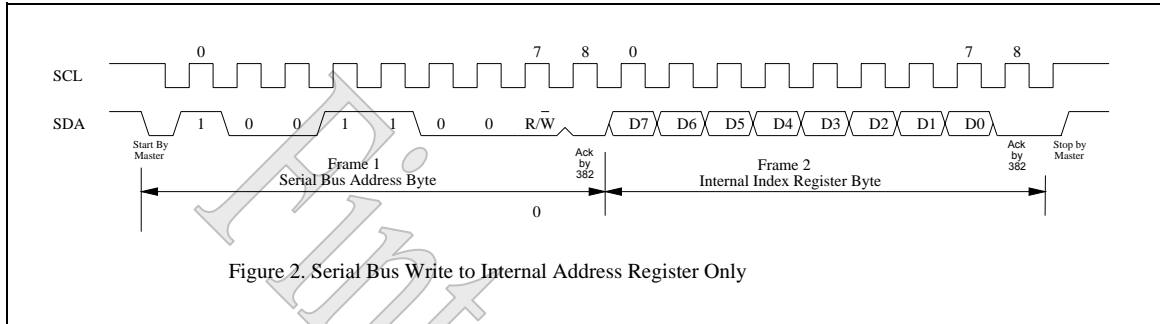 0 7 8 0 7 8
SCL
SDA 1 0 0 1 1 0 0 R/W̅ D7 D6 D5 D4 D3 D2 D1 D0
Start By
Master
Ack
by
382
Ack
by
382
Stop by
Master
Frame 1
Serial Bus Address Byte
Frame 2
Internal Index Register Byte
0
Figure 2. Serial Bus Write to Internal Address Register Only